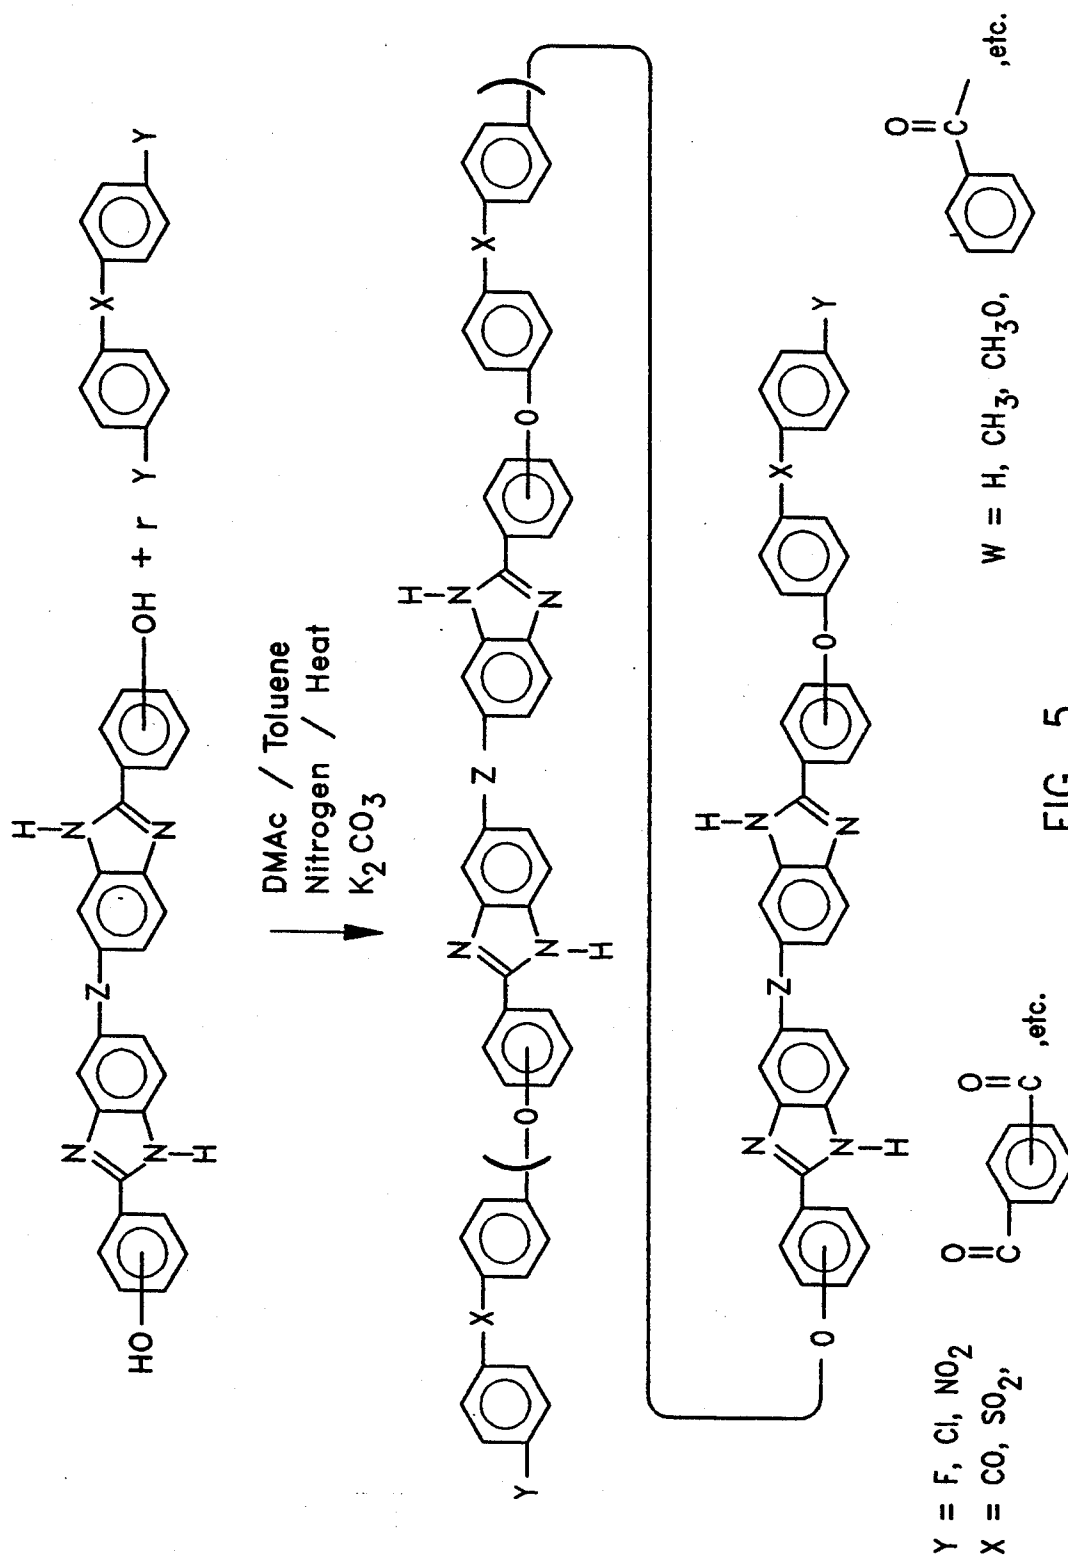 HO N N H Z H N N OH + r Y X Y
DMAc / Toluene
Nitrogen / Heat
K₂CO₃
Y X ( O N N H Z H N N O X )
O N N H Z H N N O X Y
Y = F, Cl, NO₂
X = CO, SO₂, O C O C ,etc.
W = H, CH₃, CH₃O, O C ,etc.
FIG. 5